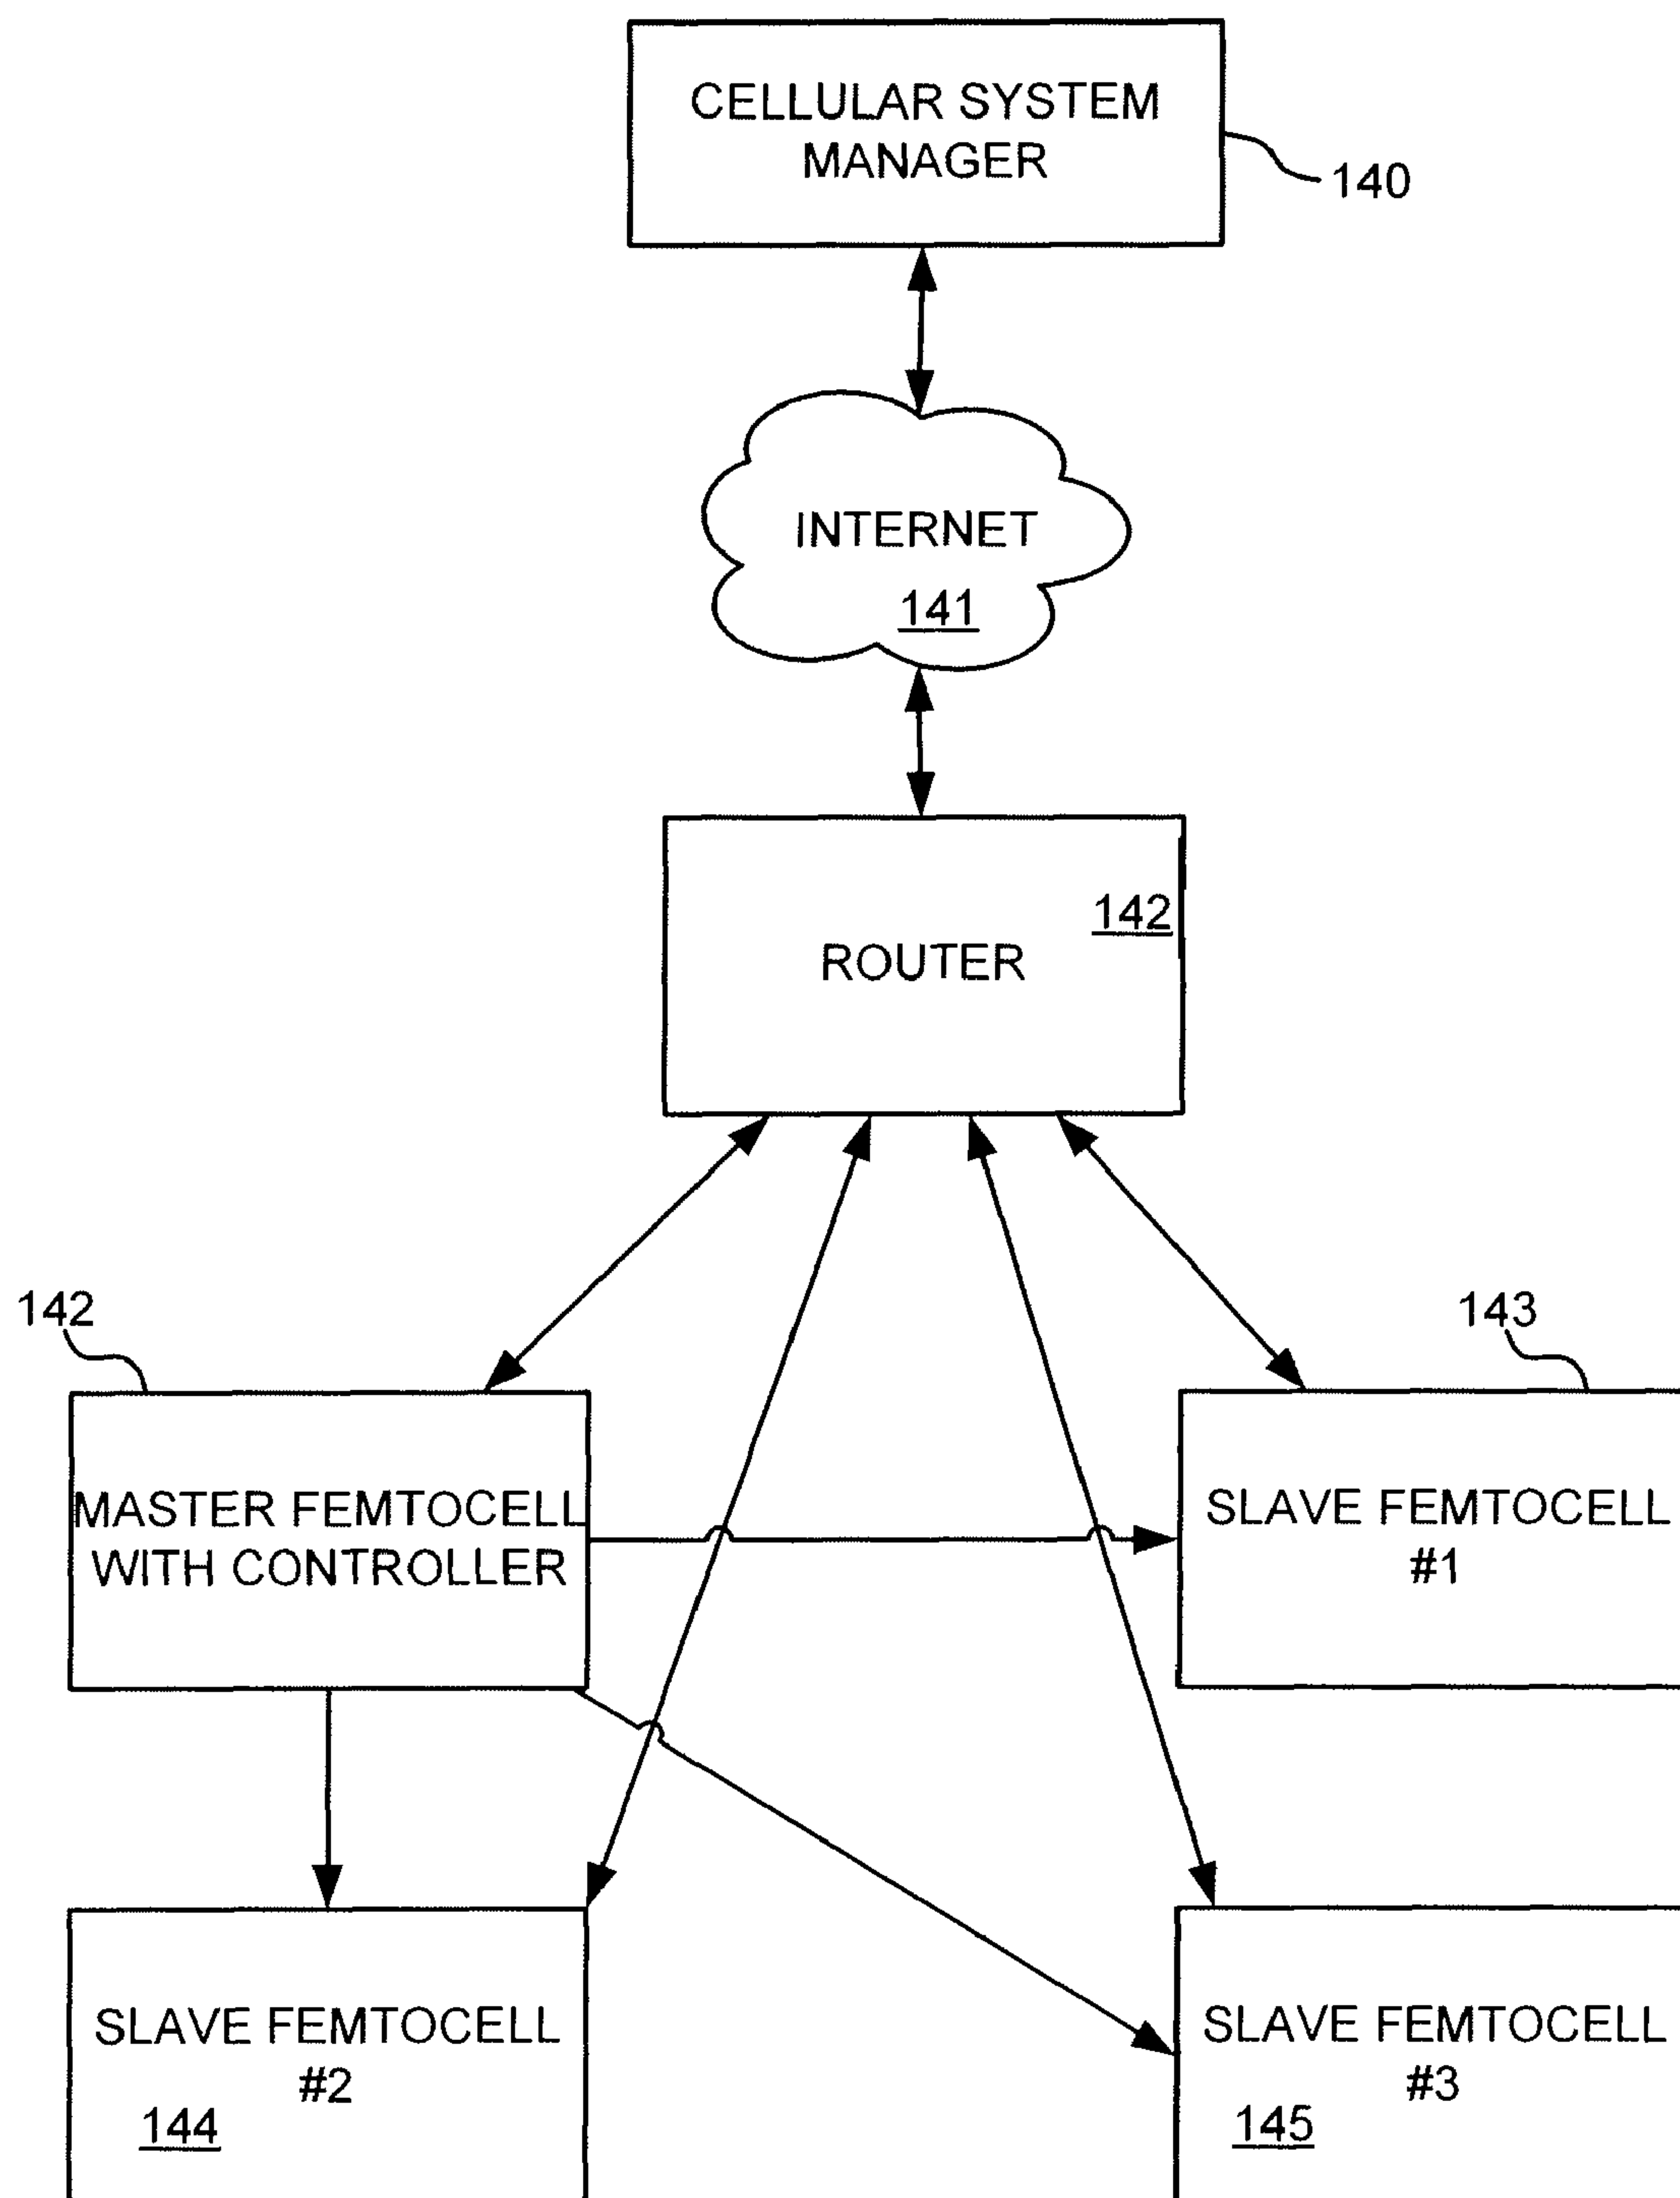 CELLULAR SYSTEM
MANAGER
140
INTERNET
141
142
ROUTER
142
143
MASTER FEMTOCELL
WITH CONTROLLER
SLAVE FEMTOCELL
#1
SLAVE FEMTOCELL
#2
144
SLAVE FEMTOCELL
#3
145